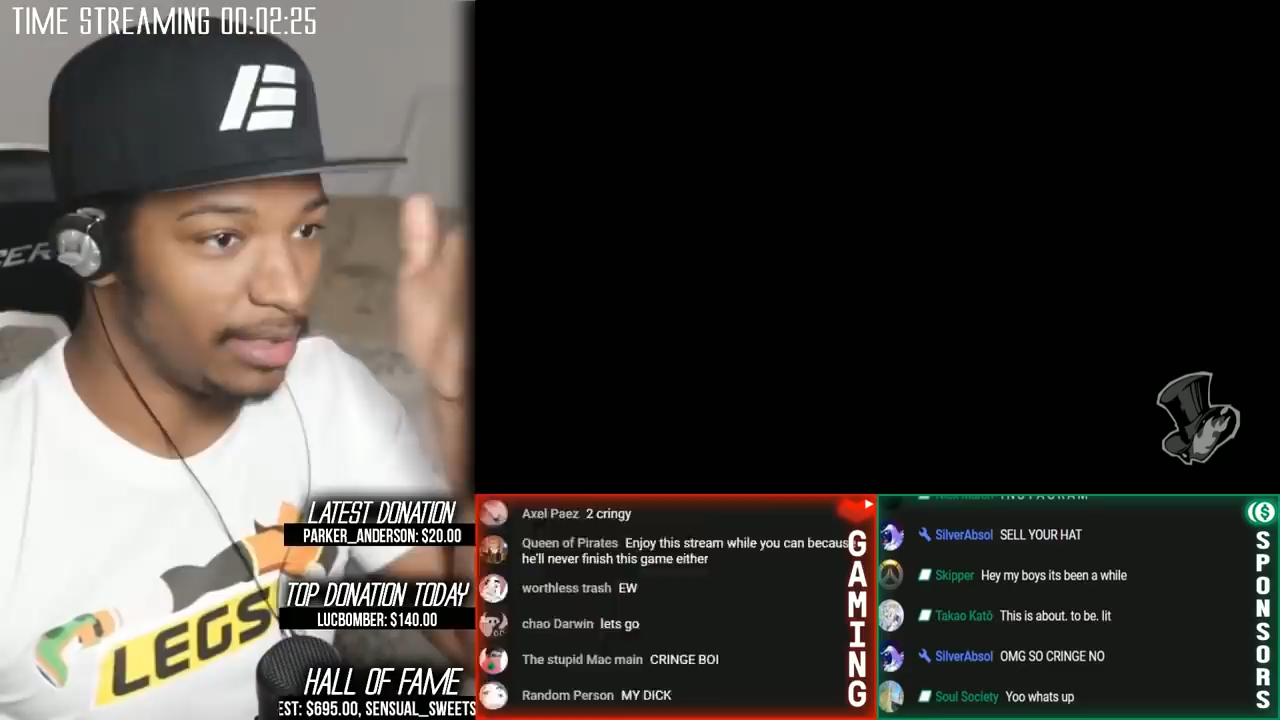 TIME STREAMING 00:02:25
LEGS
LATEST DONATION
PARKER_ANDERSON: $20.00
TOP DONATION TODAY
LUCBOMBER: $140.00
HALL OF FAME
EST: $695.00, SENSUAL_SWEETS
Axel Paez 2 cringy
Queen of Pirates Enjoy this stream while you can because
he'll never finish this game either
worthless trash EW
chao Darwin lets go
The stupid Mac main CRINGE BOI
Random Person MY DICK
GAMING
SilverAbsol SELL YOUR HAT
Skipper Hey my boys its been a while
Takao Katō This is about. to be. lit
SilverAbsol OMG SO CRINGE NO
Soul Society Yoo whats up
SPONSORS